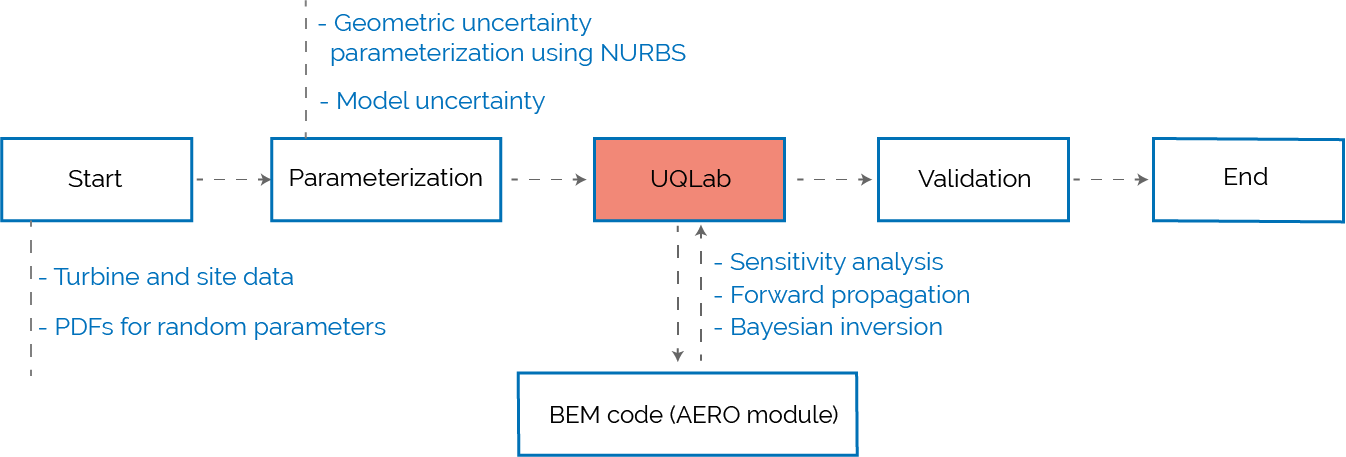 - Geometric uncertainty
parameterization using NURBS
- Model uncertainty
Start
Parameterization
UQLab
Validation
End
- Turbine and site data
- PDFs for random parameters
- Sensitivity analysis
- Forward propagation
- Bayesian inversion
BEM code (AERO module)